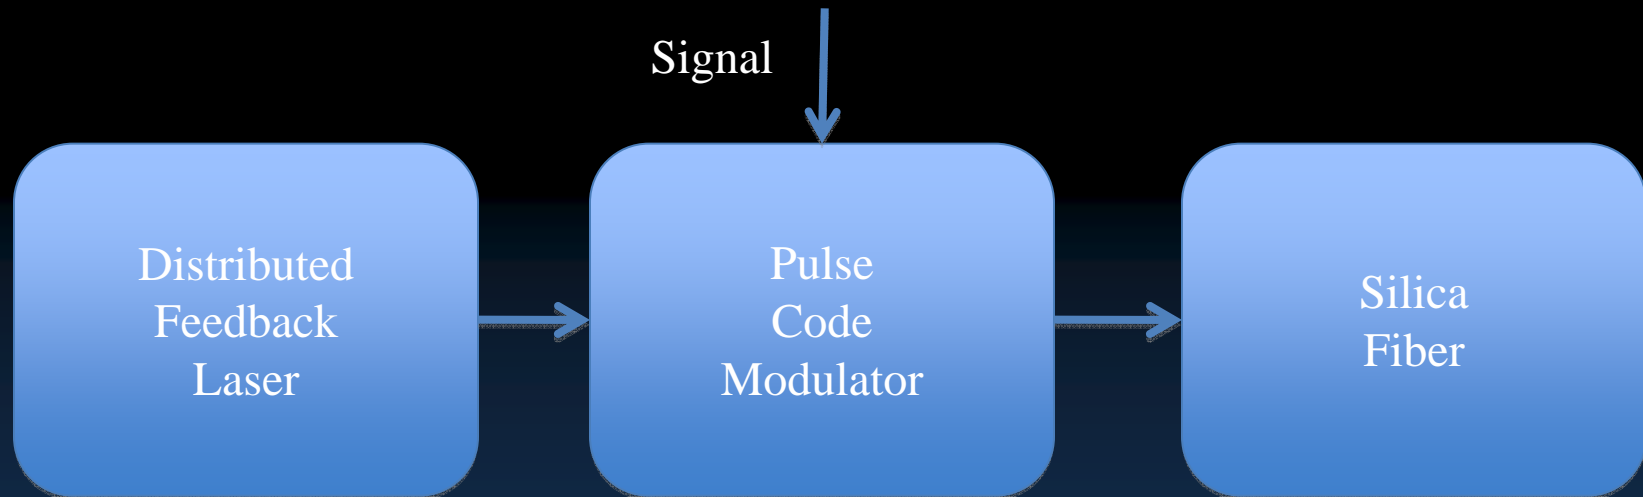 Signal
Distributed
Feedback
Laser
Pulse
Code
Modulator
Silica
Fiber